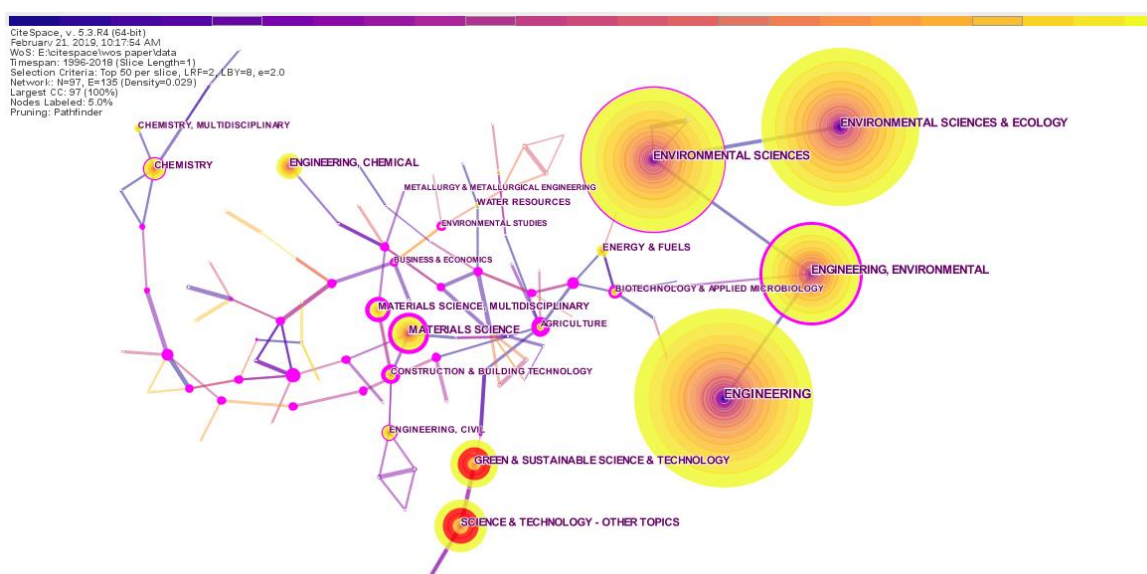 CiteSpace, v. 5.3.R4 (64-bit)
February 21, 2019, 10:17:54 AM
WoS: E:\citespace\wos paper\data
Timespan: 1996-2018 (Slice Length=1)
Selection Criteria: Top 50 per slice, LRF=2, LBY=8, e=2.0
Network: N=97, E=135 (Density=0.029)
Largest CC: 97 (100%)
Nodes Labeled: 5.0%
Pruning: Pathfinder
CHEMISTRY, MULTIDISCIPLINARY
ENVIRONMENTAL SCIENCES & ECOLOGY
CHEMISTRY
ENGINEERING, CHEMICAL
ENVIRONMENTAL SCIENCES
METALLURGY & METALLURGICAL ENGINEERING
WATER RESOURCES
ENVIRONMENTAL STUDIES
ENERGY & FUELS
BUSINESS & ECONOMICS
ENGINEERING, ENVIRONMENTAL
BIOTECHNOLOGY & APPLIED MICROBIOLOGY
MATERIALS SCIENCE, MULTIDISCIPLINARY
AGRICULTURE
MATERIALS SCIENCE
CONSTRUCTION & BUILDING TECHNOLOGY
ENGINEERING
ENGINEERING, CIVIL
GREEN & SUSTAINABLE SCIENCE & TECHNOLOGY
SCIENCE & TECHNOLOGY - OTHER TOPICS